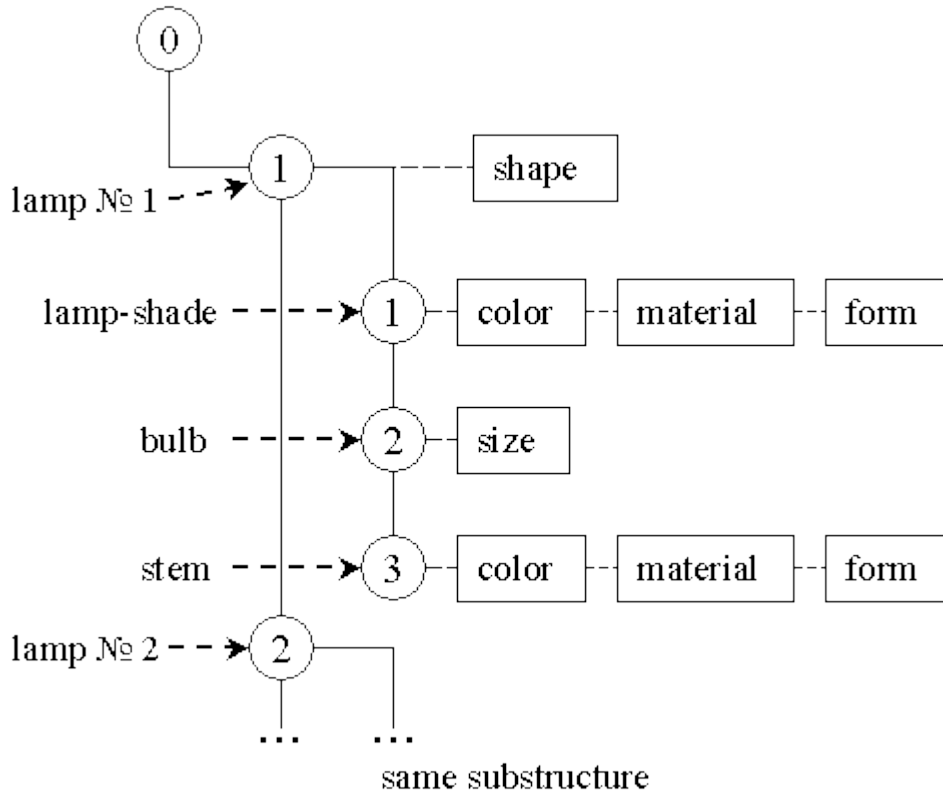 0
1 shape
lamp № 1
lamp-shade 1 color material form
bulb 2 size
stem 3 color material form
lamp № 2 2
... ...
same substructure